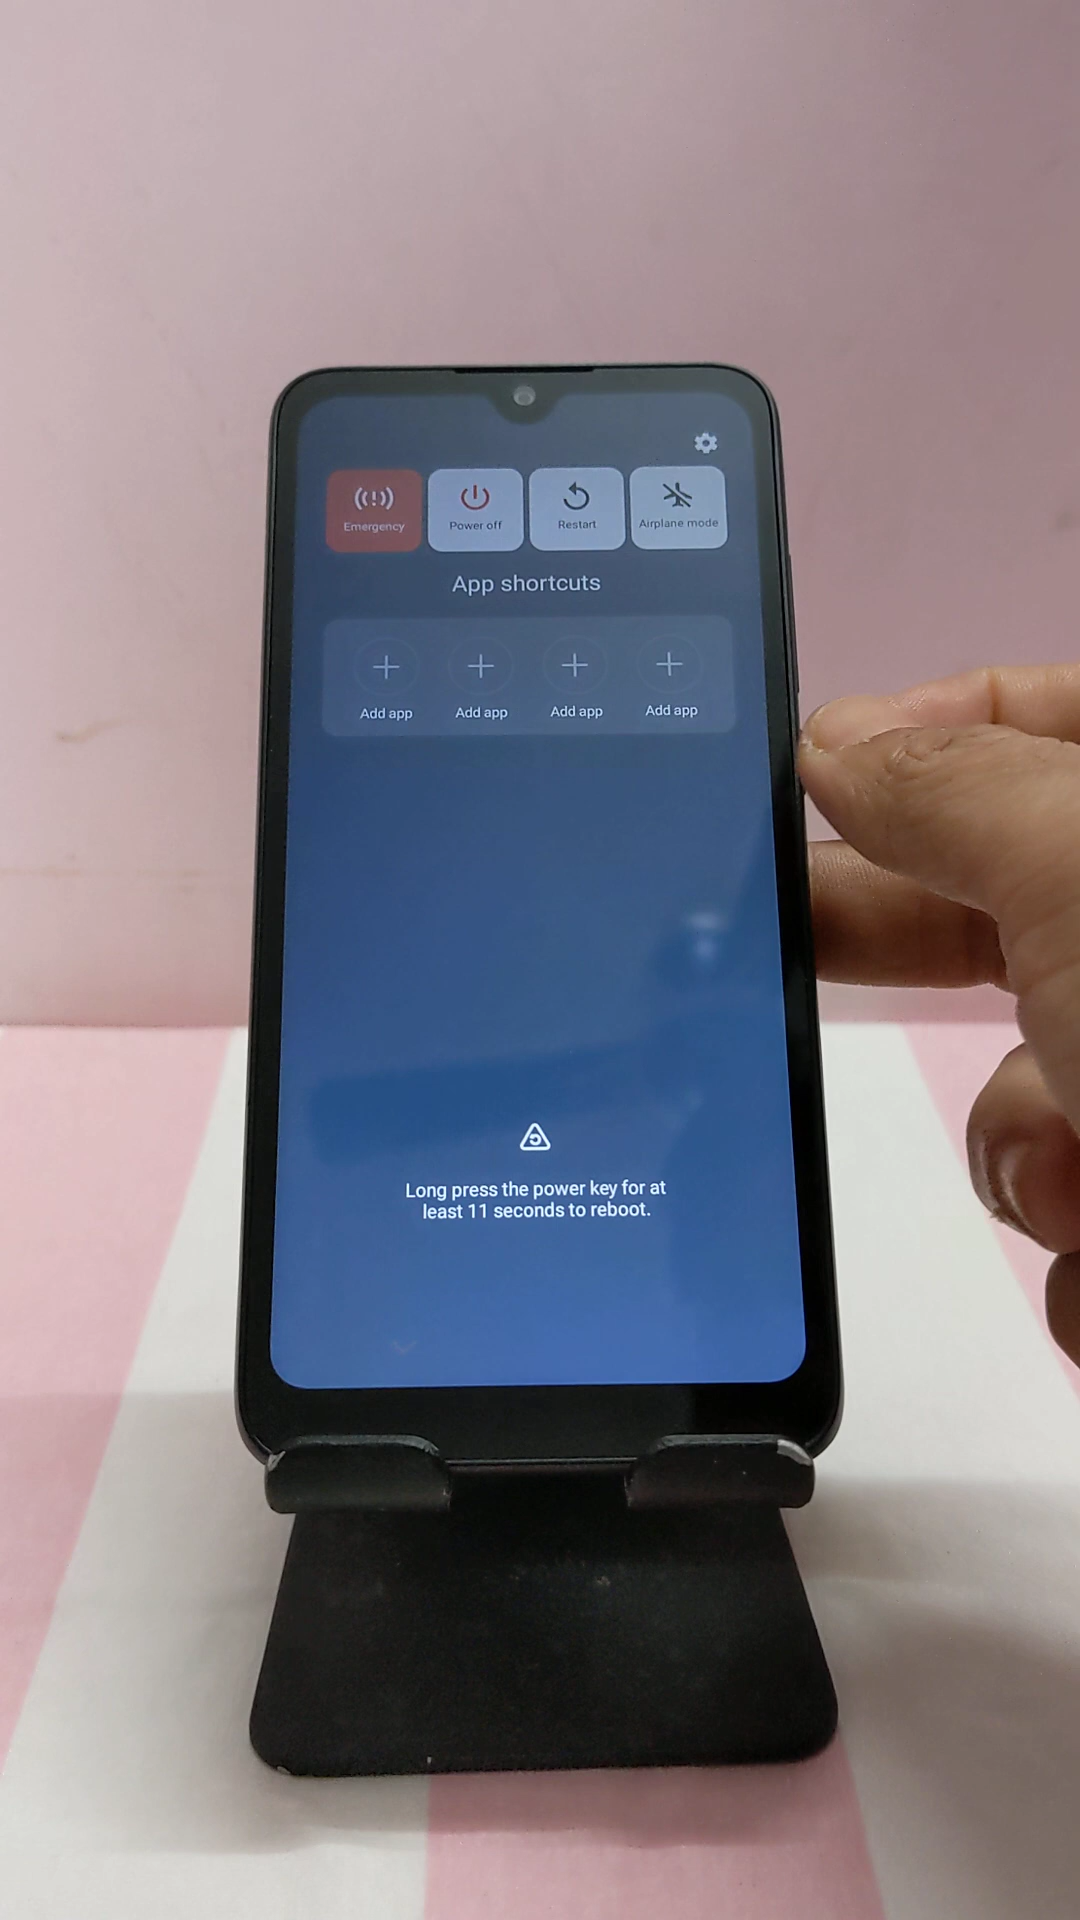 Emergency
Power off
Restart
Airplane mode
App shortcuts
Add app
Add app
Add app
Add app
Long press the power key for at
least 11 seconds to reboot.